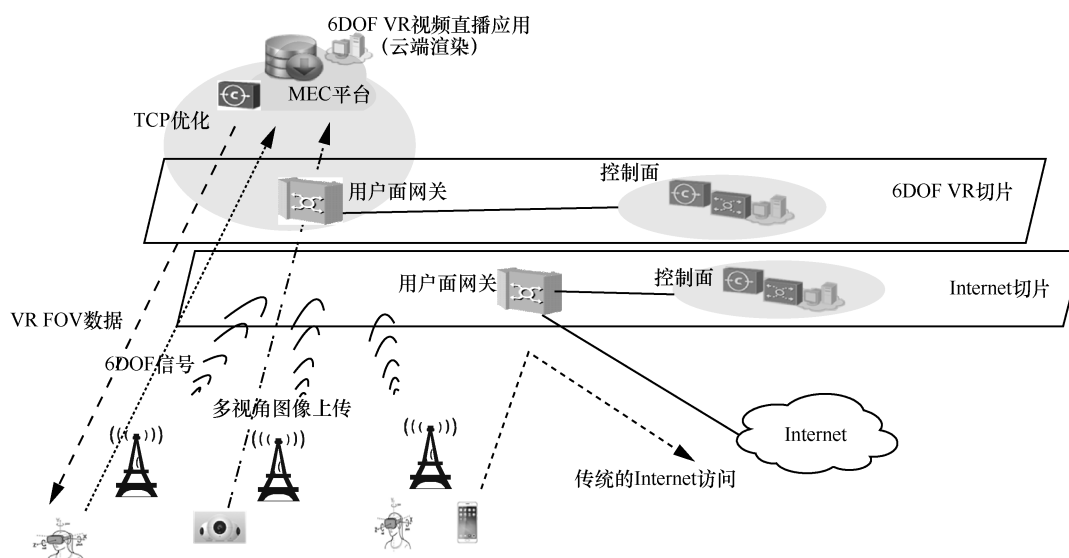 6DOF VR视频直播应用
（云端渲染）
MEC平台
TCP优化
控制面
用户面网关
6DOF VR切片
控制面
用户面网关
Internet切片
VR FOV数据
6DOF信号
多视角图像上传
Internet
传统的Internet访问